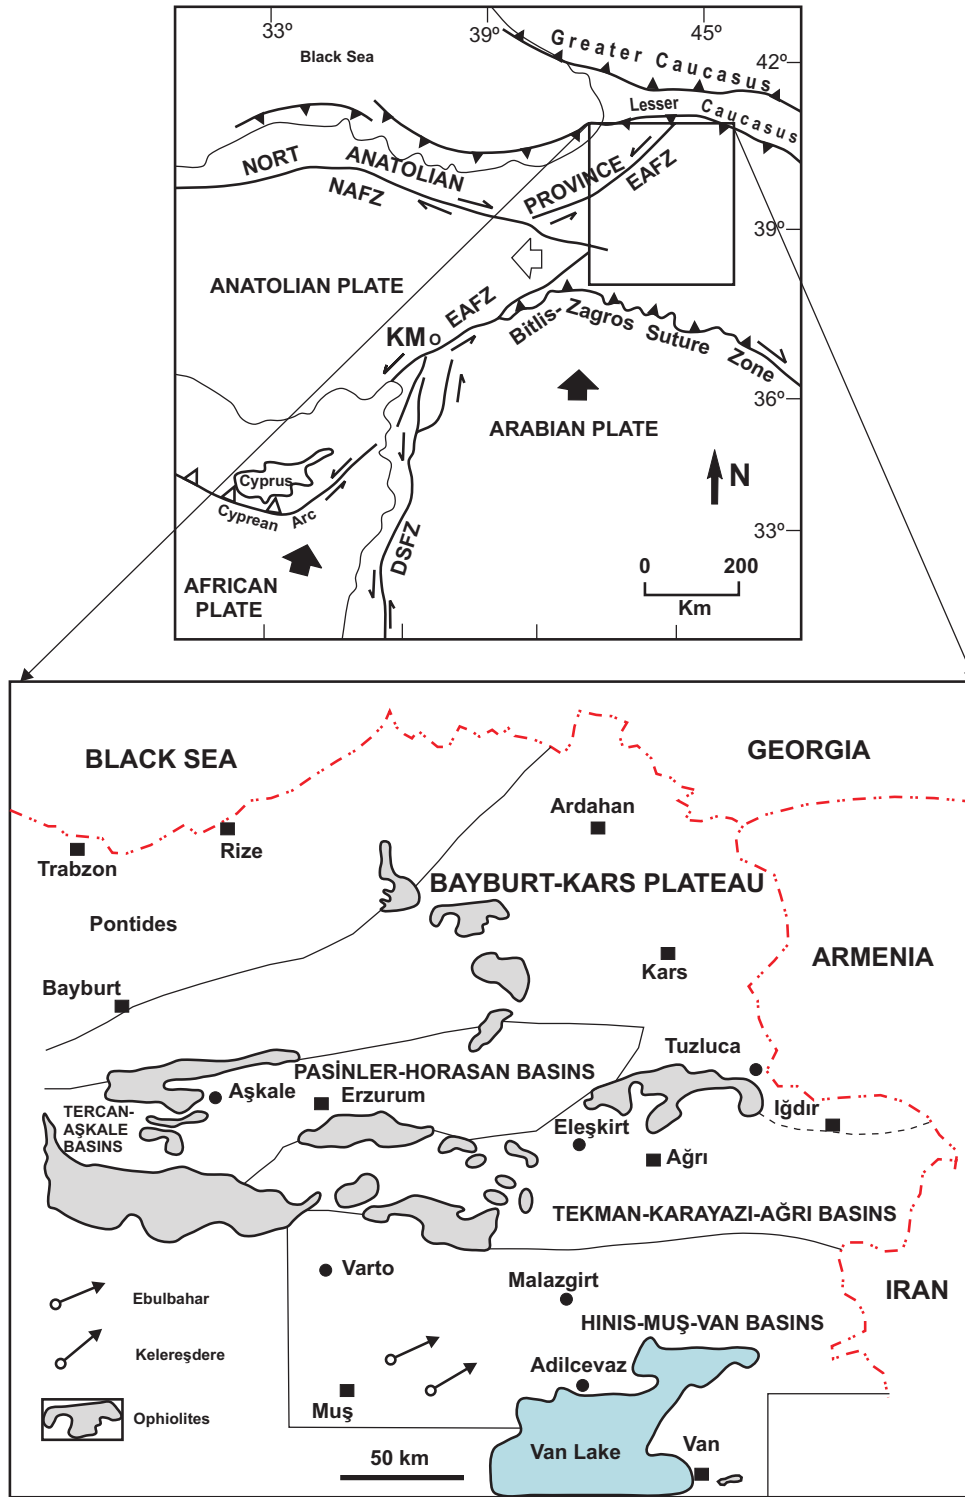 33º
39º
45º
Black Sea
Greater Caucasus
42º
Lesser Caucasus
NORT ANATOLIAN PROVINCE
NAFZ
EAFZ
39º
ANATOLIAN PLATE
EAFZ
Bitlis-Zagros Suture Zone
KM
36º
ARABIAN PLATE
N
Cyprus
Cyprean Arc
33º
DSFZ
0 200
Km
AFRICAN
PLATE
BLACK SEA
GEORGIA
Ardahan
Rize
Trabzon
BAYBURT-KARS PLATEAU
Pontides
ARMENIA
Kars
Bayburt
Tuzluca
PASİNLER-HORASAN BASINS
Aşkale
Erzurum
Iğdır
TERCAN-
AŞKALE
BASINS
Eleşkirt
Ağrı
TEKMAN-KARAYAZI-AĞRI BASINS
Varto
Malazgirt
IRAN
Ebulbahar
HINIS-MUŞ-VAN BASINS
Kelereşdere
Adilcevaz
Muş
Ophiolites
Van Lake
Van
50 km